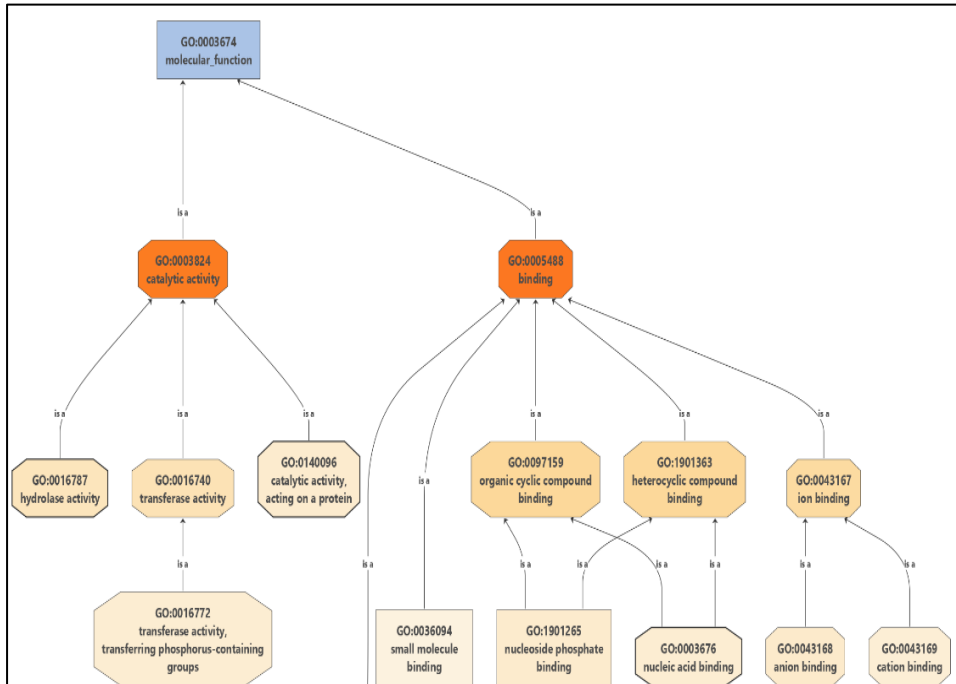 GO:0003674
molecular_function
is a
is a
GO:0003824
catalytic activity
GO:0005488
binding
is a
is a
is a
is a
is a
is a
GO:0016787
hydrolase activity
GO:0016740
transferase activity
GO:0140096
catalytic activity,
acting on a protein
is a
GO:0097159
organic cyclic compound
binding
GO:1901363
heterocyclic compound
binding
GO:0043167
ion binding
is a
is a
is a
is a
is a
is a
is a
is a
GO:0016772
transferase activity,
transferring phosphorus-containing
groups
GO:0036094
small molecule
binding
GO:1901265
nucleoside phosphate
binding
GO:0003676
nucleic acid binding
GO:0043168
anion binding
GO:0043169
cation binding